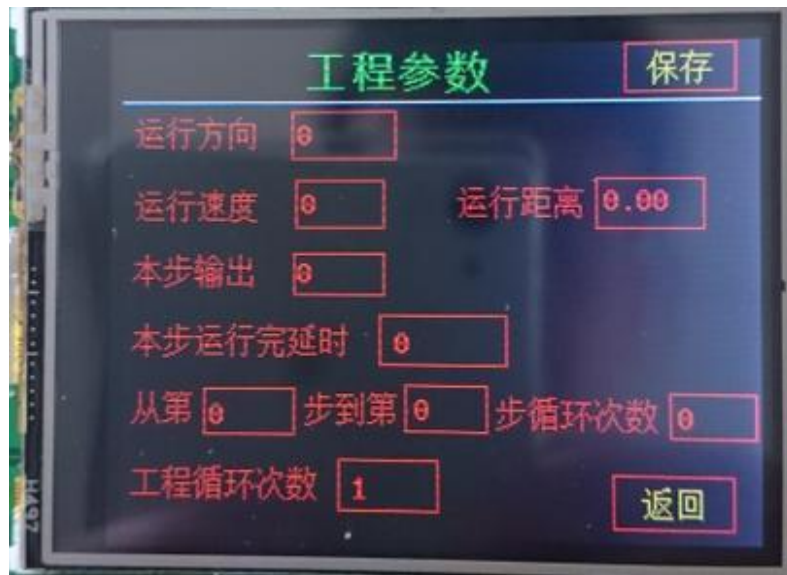 工程参数 保存
运行方向 0
运行速度 0 运行距离 0.00
本步输出 0
本步运行完延时 0
从第 0 步到第 0 步循环次数 0
工程循环次数 1
返回
H497